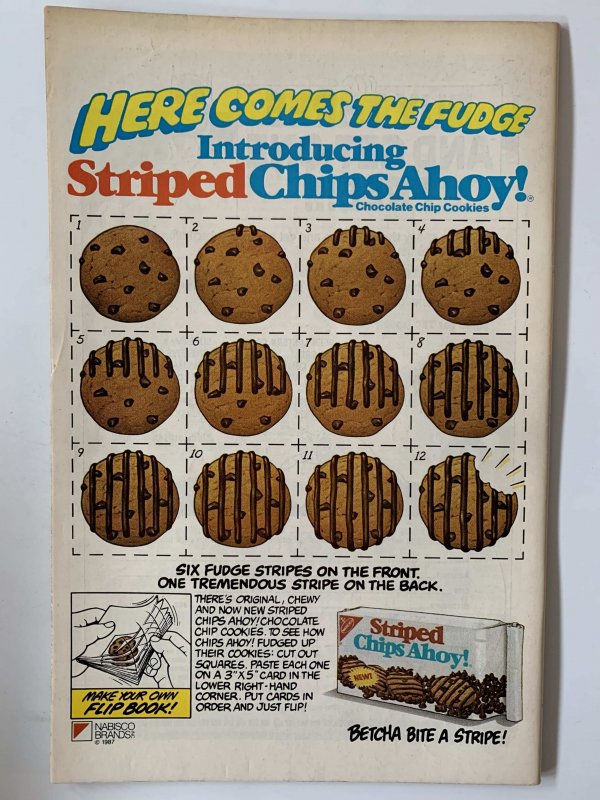 HERE COMES THE FUDGE
Introducing
Striped Chips Ahoy!®
Chocolate Chip Cookies
1 2 3 4
5 6 7 8
9 10 11 12
SIX FUDGE STRIPES ON THE FRONT.
ONE TREMENDOUS STRIPE ON THE BACK.
THERE'S ORIGINAL, CHEWY
AND NOW NEW STRIPED
CHIPS AHOY! CHOCOLATE
CHIP COOKIES. TO SEE HOW
CHIPS AHOY! FUDGED UP
THEIR COOKIES: CUT OUT
SQUARES. PASTE EACH ONE
ON A 3"X5" CARD IN THE
LOWER RIGHT-HAND
CORNER. PUT CARDS IN
ORDER, AND JUST FLIP!
MAKE YOUR OWN
FLIP BOOK!
NABISCO
BRANDS
© 1987
Striped
Chips Ahoy!
NEW!
BETCHA BITE A STRIPE!